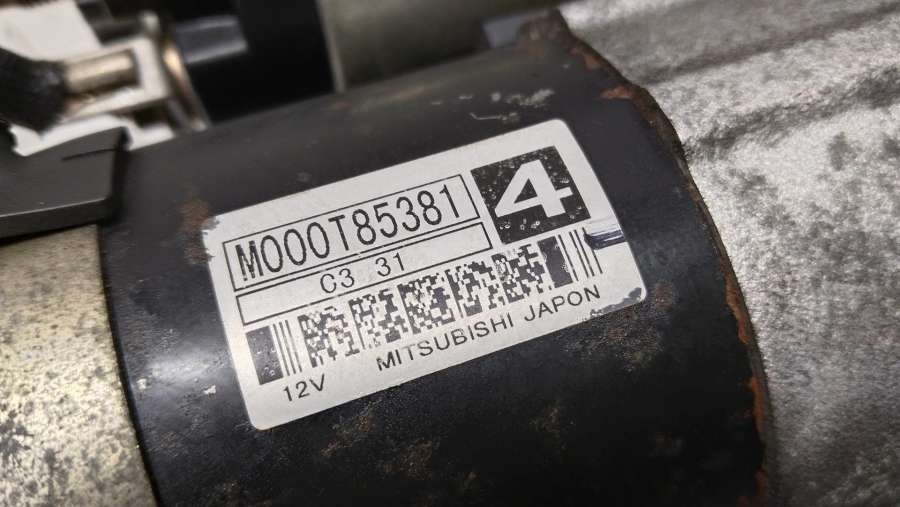 M000T85381
4
C3 31
12V MITSUBISHI JAPON